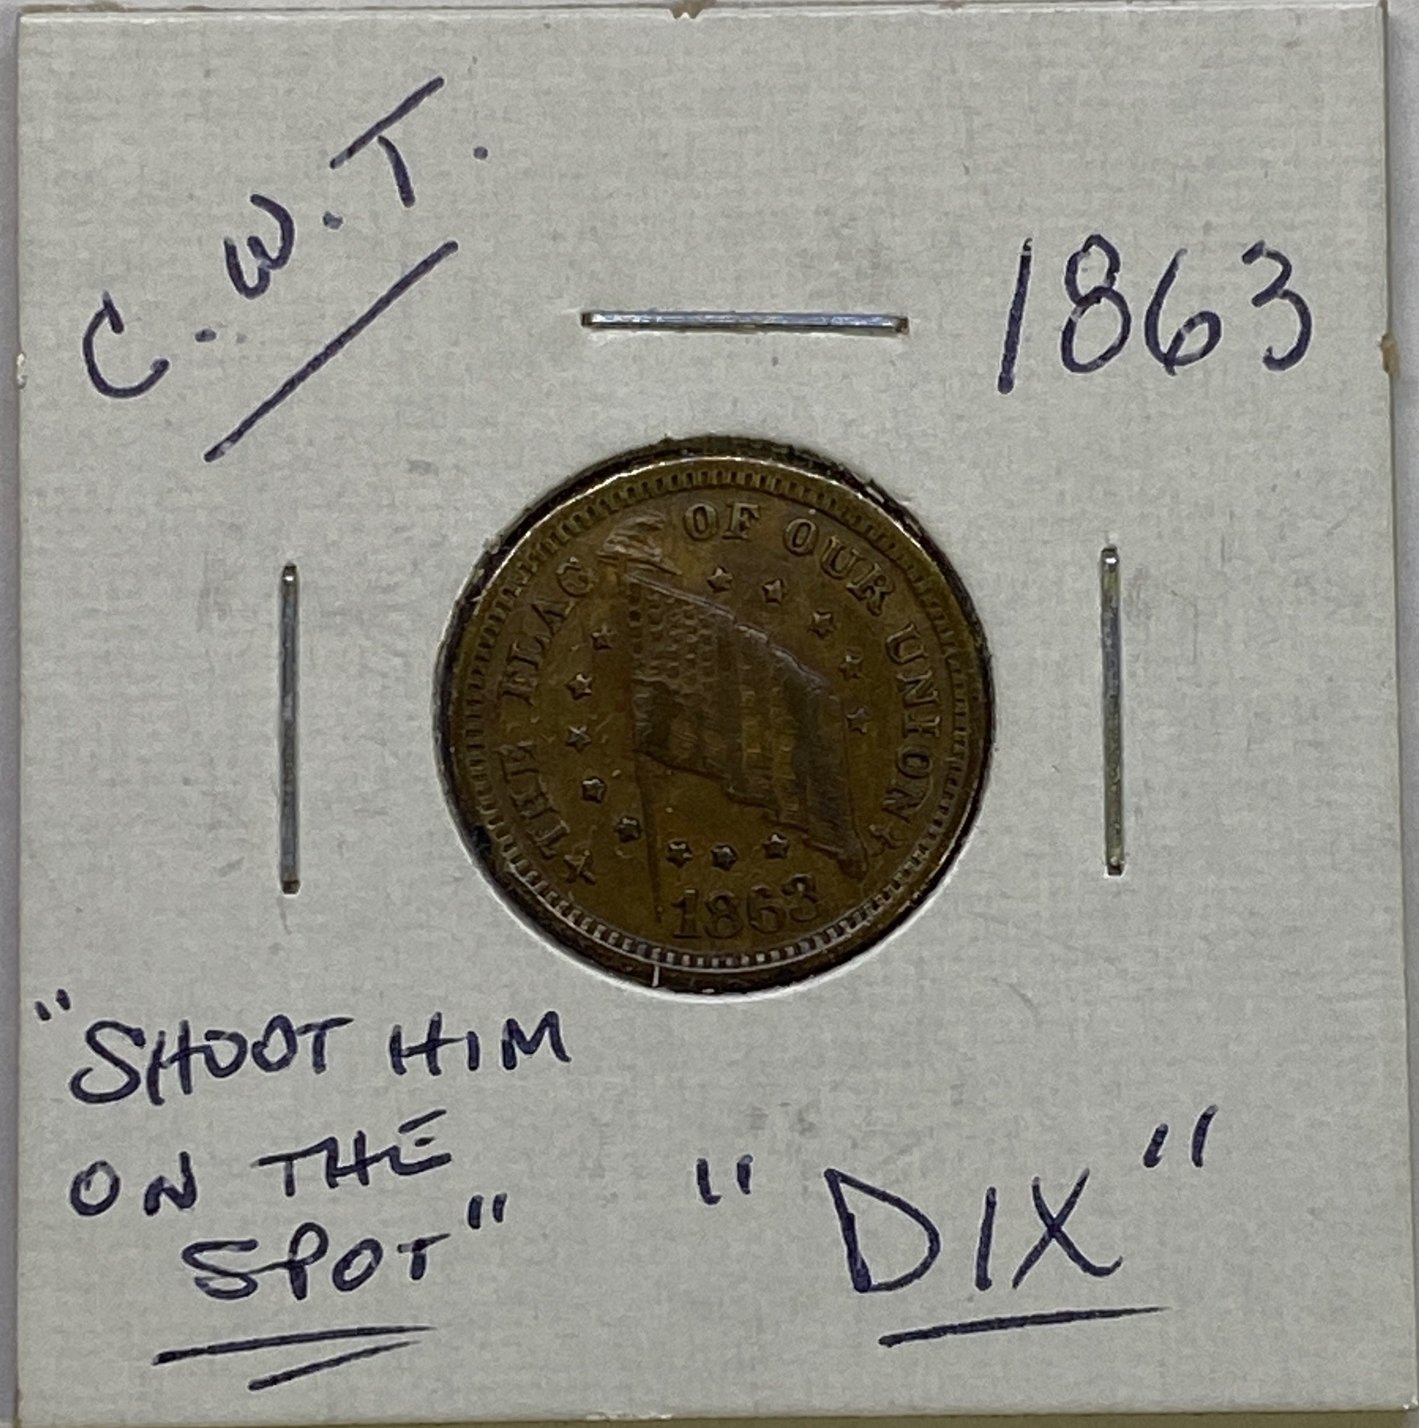 C.W.T.
1863
THE FLAG OF OUR UNION
1863
"SHOOT HIM
ON THE
SPOT"
"DIX"